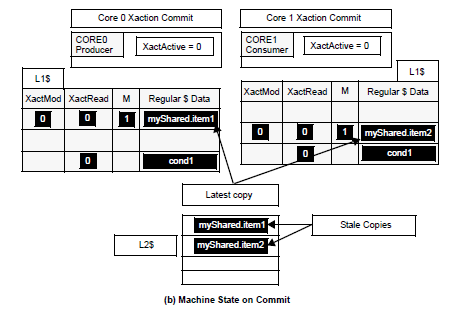 Core 0 Xaction Commit
CORE0
Producer
XactActive = 0
L1$
XactMod XactRead M Regular $ Data
0 0 1 myShared.item1
0 cond1
Core 1 Xaction Commit
CORE1
Consumer
XactActive = 0
L1$
XactMod XactRead M Regular $ Data
0 0 1 myShared.item2
0 cond1
Latest copy
L2$
myShared.item1
myShared.item2
Stale Copies
(b) Machine State on Commit